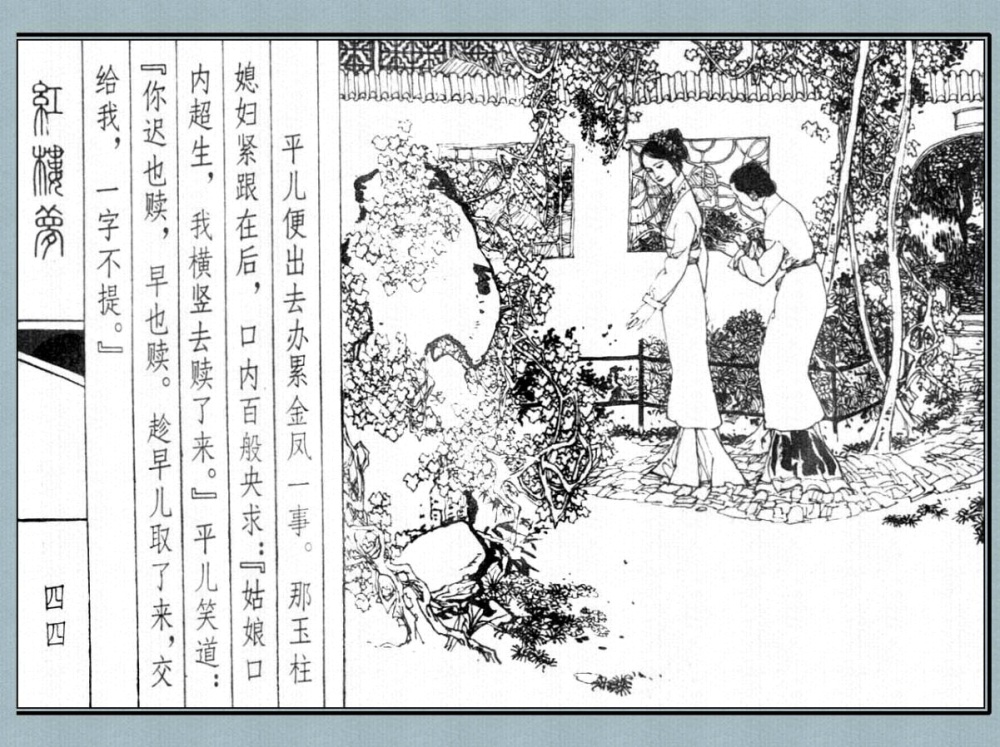 平儿便出去办累金凤一事。那玉柱
媳妇紧跟在后，口内百般央求：『姑娘口
内超生，我横竖去赎了来。』平儿笑道：
『你迟也赎，早也赎。趁早儿取了来，交
给我，一字不提。』
紅樓夢
四四